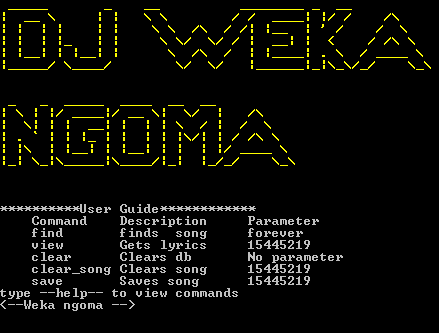 DJ WEKA
NGOMA
**********User Guide************
Command Description Parameter
find finds song forever
view Gets lyrics 15445219
clear Clears db No parameter
clear_song Clears song 15445219
save Saves song 15445219
type --help-- to view commands
<--Weka ngoma -->